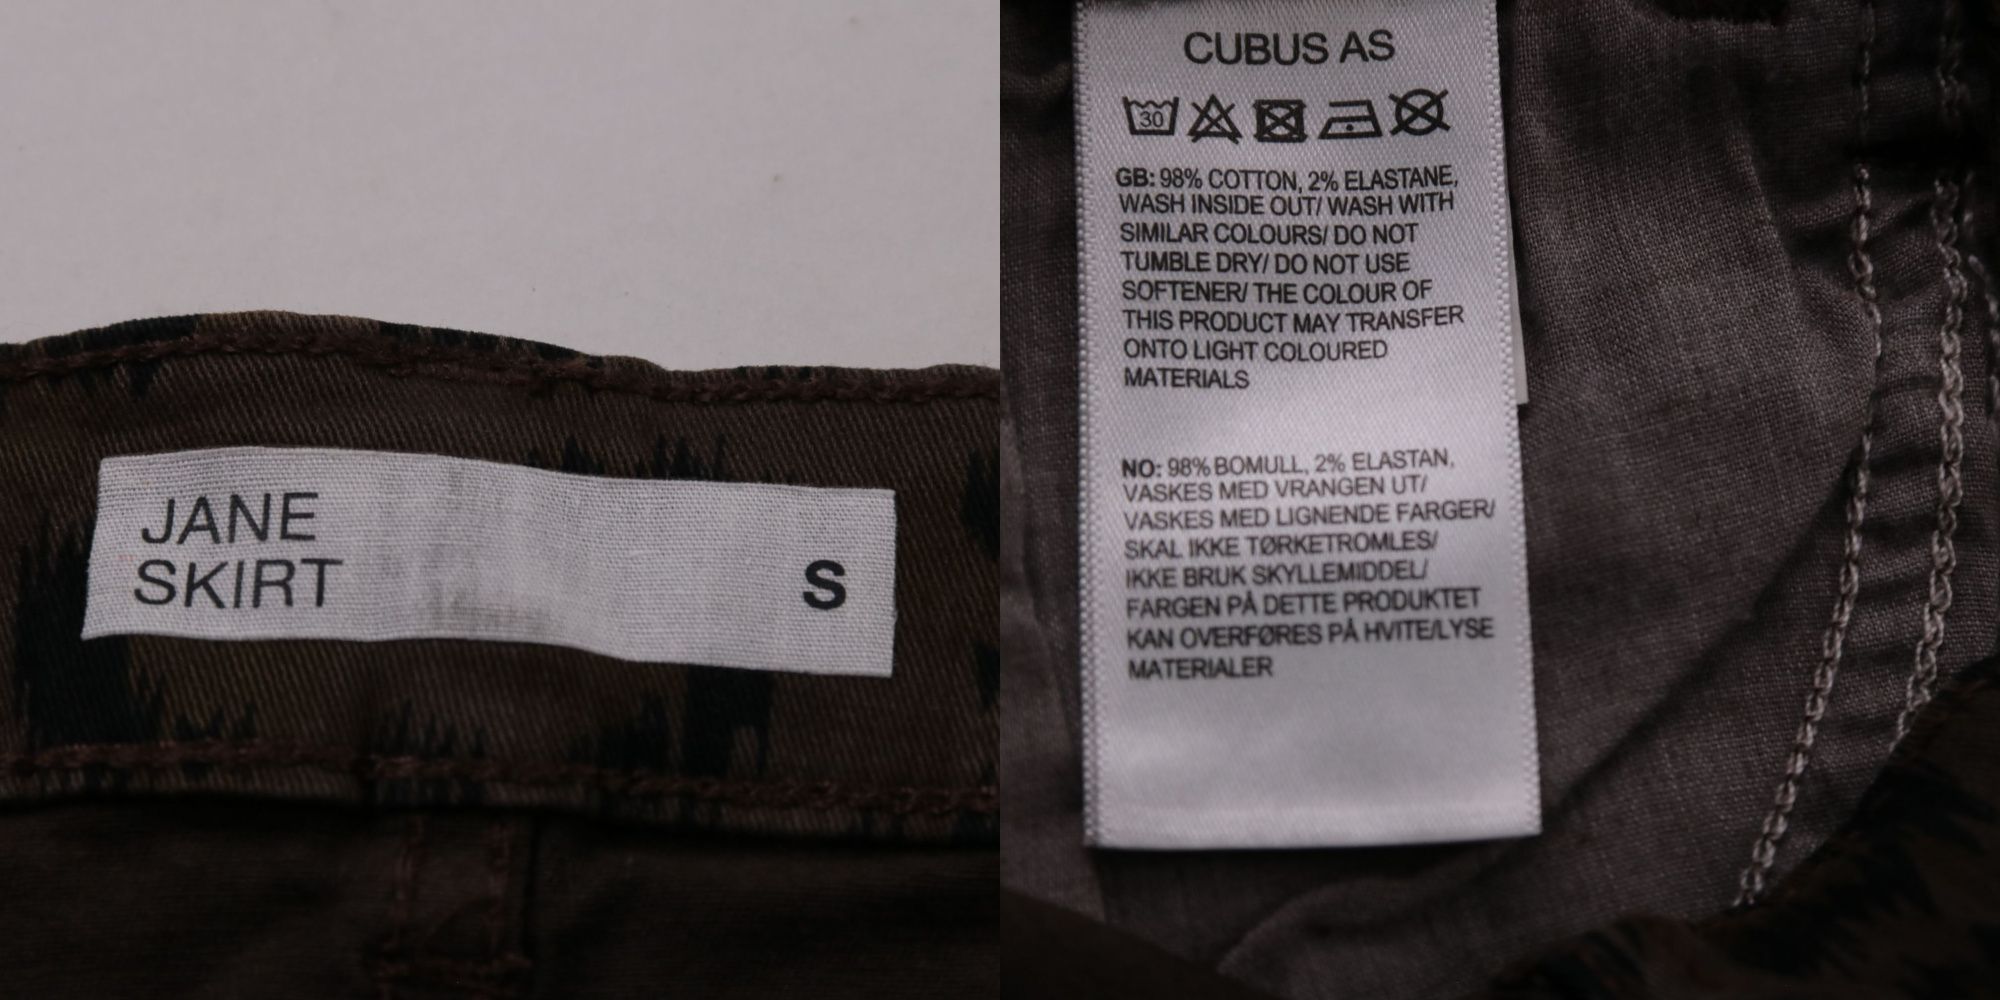 JANE
SKIRT
S
CUBUS AS
30
GB: 98% COTTON, 2% ELASTANE,
WASH INSIDE OUT/ WASH WITH
SIMILAR COLOURS/ DO NOT
TUMBLE DRY/ DO NOT USE
SOFTENER/ THE COLOUR OF
THIS PRODUCT MAY TRANSFER
ONTO LIGHT COLOURED
MATERIALS
NO: 98% BOMULL, 2% ELASTAN,
VASKES MED VRANGEN UT/
VASKES MED LIGNENDE FARGER/
SKAL IKKE TØRKETROMLES/
IKKE BRUK SKYLLEMIDDEL/
FARGEN PÅ DETTE PRODUKTET
KAN OVERFØRES PÅ HVITE/LYSE
MATERIALER